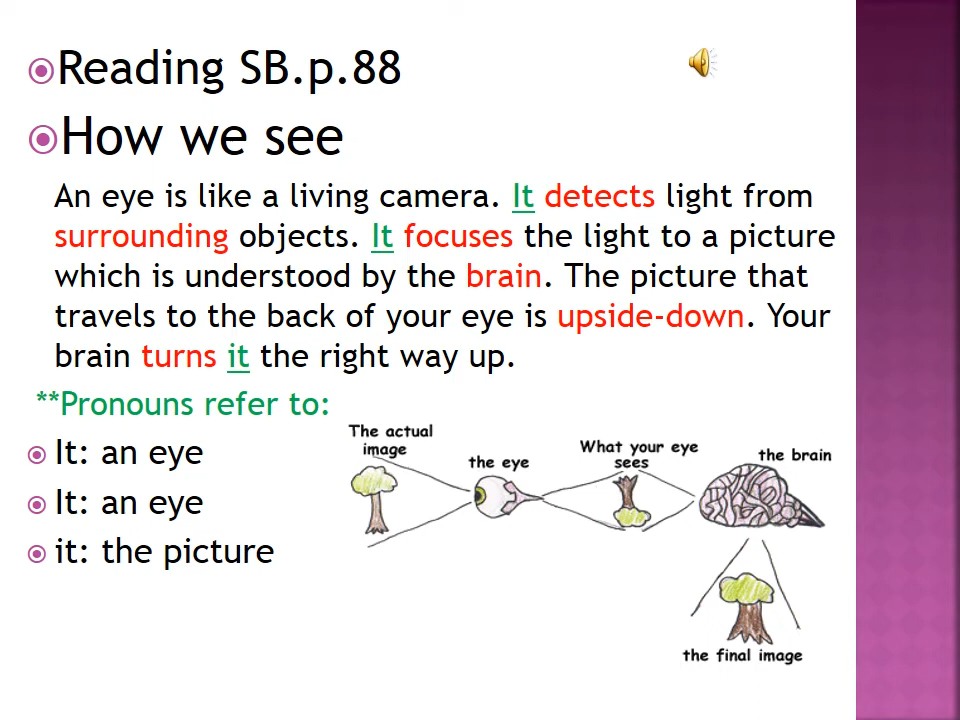 Reading SB.p.88
How we see
An eye is like a living camera. It detects light from
surrounding objects. It focuses the light to a picture
which is understood by the brain. The picture that
travels to the back of your eye is upside-down. Your
brain turns it the right way up.
**Pronouns refer to:
It: an eye
It: an eye
it: the picture
The actual
image
the eye
What your eye
sees
the brain
the final image